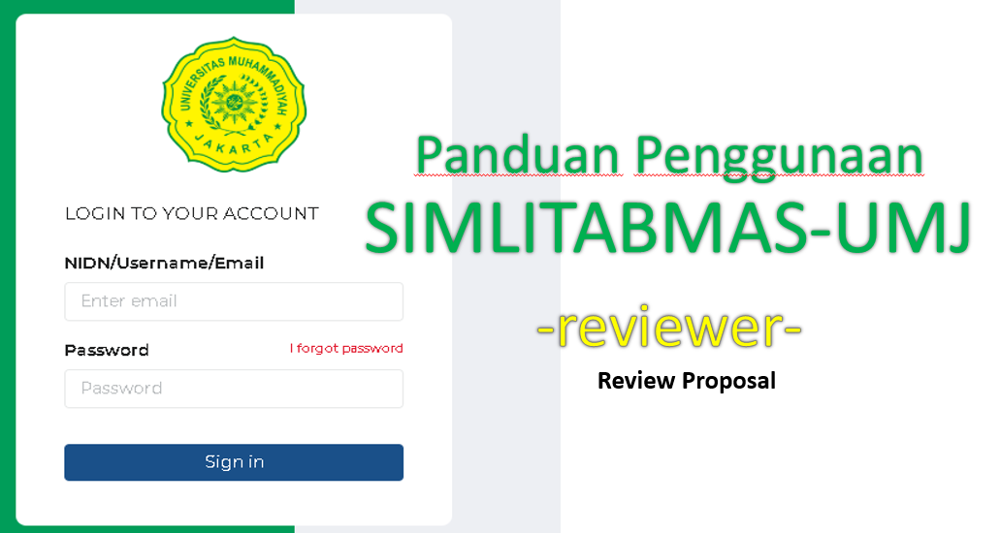 UNIVERSITAS MUHAMMADIYAH
JAKARTA
LOGIN TO YOUR ACCOUNT
NIDN/Username/Email
Enter email
Password
I forgot password
Password
Sign in
Panduan Penggunaan
SIMLITABMAS-UMJ
-reviewer-
Review Proposal